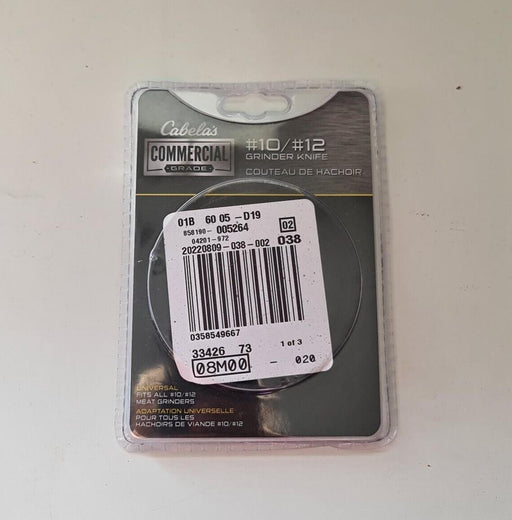 Cabela's
COMMERCIAL
GRADE
#10/#12
GRINDER KNIFE
COUTEAU DE HACHOIR
01B 60 05 -D19
858190- 005264
02
04201-972
20220809-038-002 038
0358549667
1 of 3
33426 73
08M00 - 020
UNIVERSAL
FITS ALL #10/#12
MEAT GRINDERS
ADAPTATION UNIVERSELLE
POUR TOUS LES
HACHOIRS DE VIANDE #10/#12